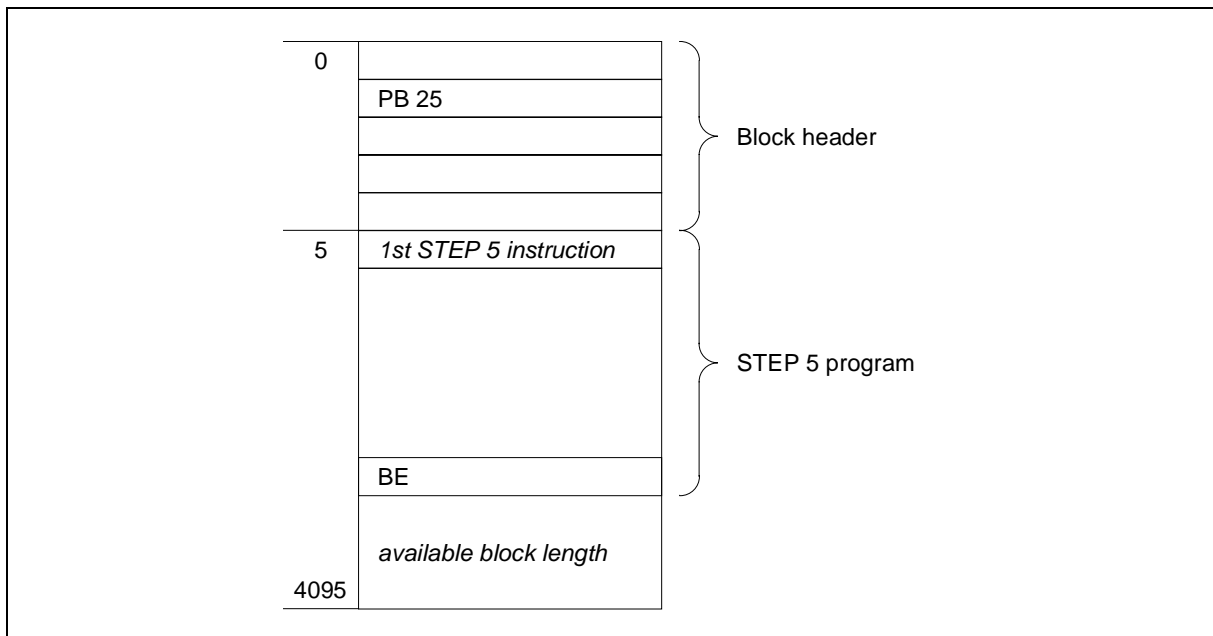 0
PB 25
Block header
5
1st STEP 5 instruction
STEP 5 program
BE
available block length
4095